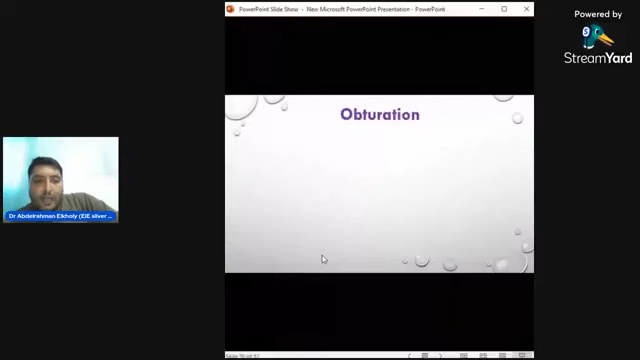 PowerPoint Slide Show - New Microsoft PowerPoint Presentation - PowerPoint
Powered by
StreamYard
Obturation
Dr Abdelrahman Elkholy (EIE silver ...